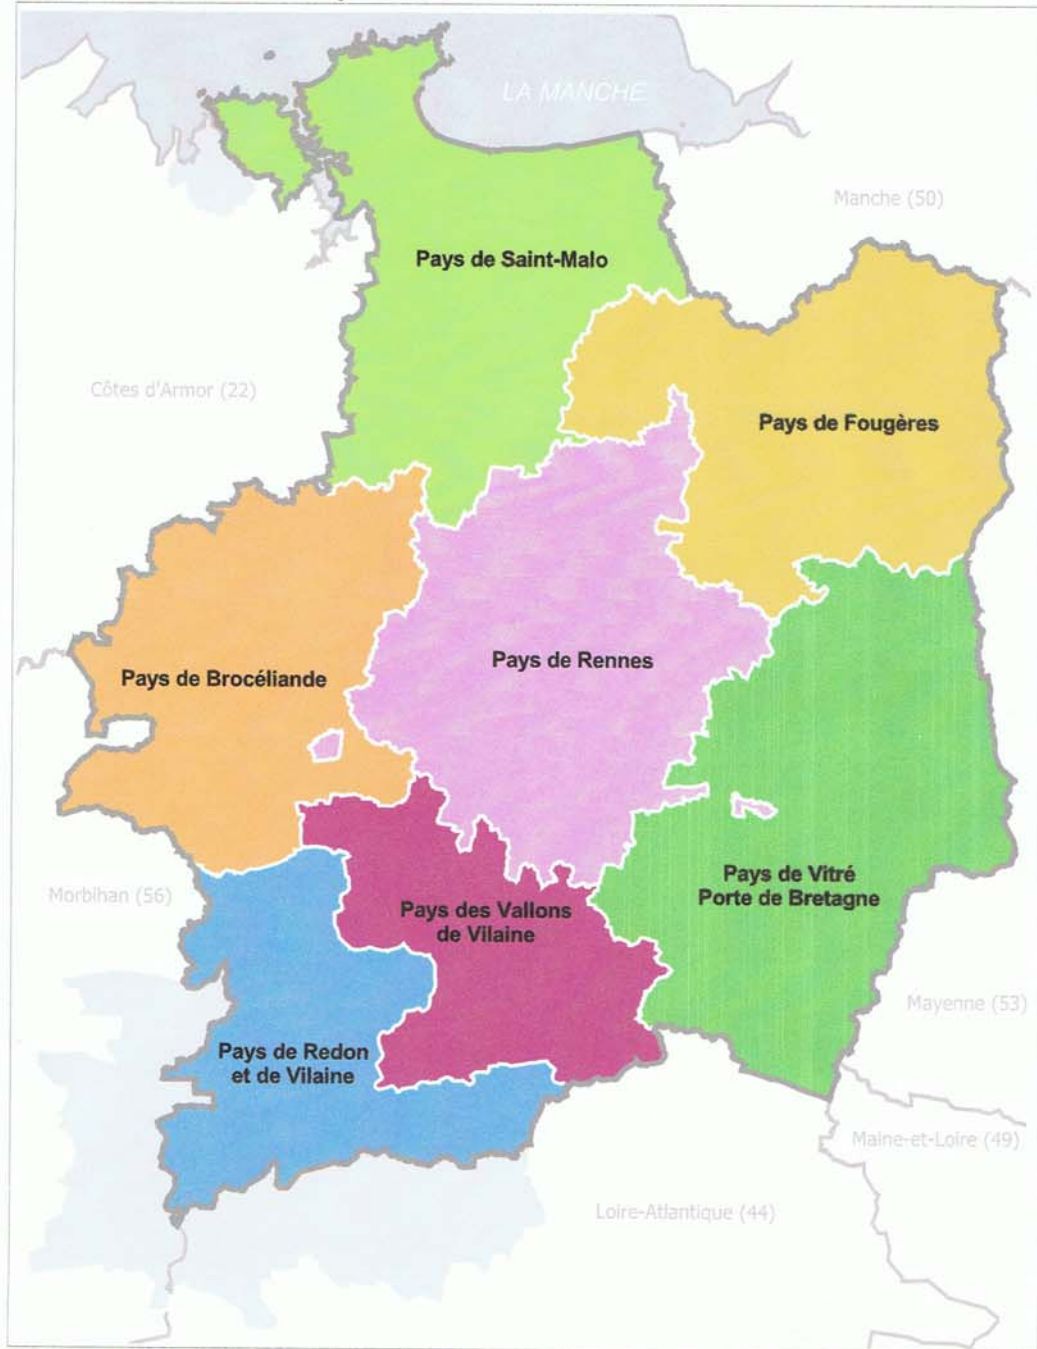 LA MANCHE
Manche (50)
Pays de Saint-Malo
Côtes d'Armor (22)
Pays de Fougères
Pays de Rennes
Pays de Brocéliande
Pays de Vitré
Porte de Bretagne
Morbihan (56)
Pays des Vallons
de Vilaine
Mayenne (53)
Pays de Redon
et de Vilaine
Maine-et-Loire (49)
Loire-Atlantique (44)